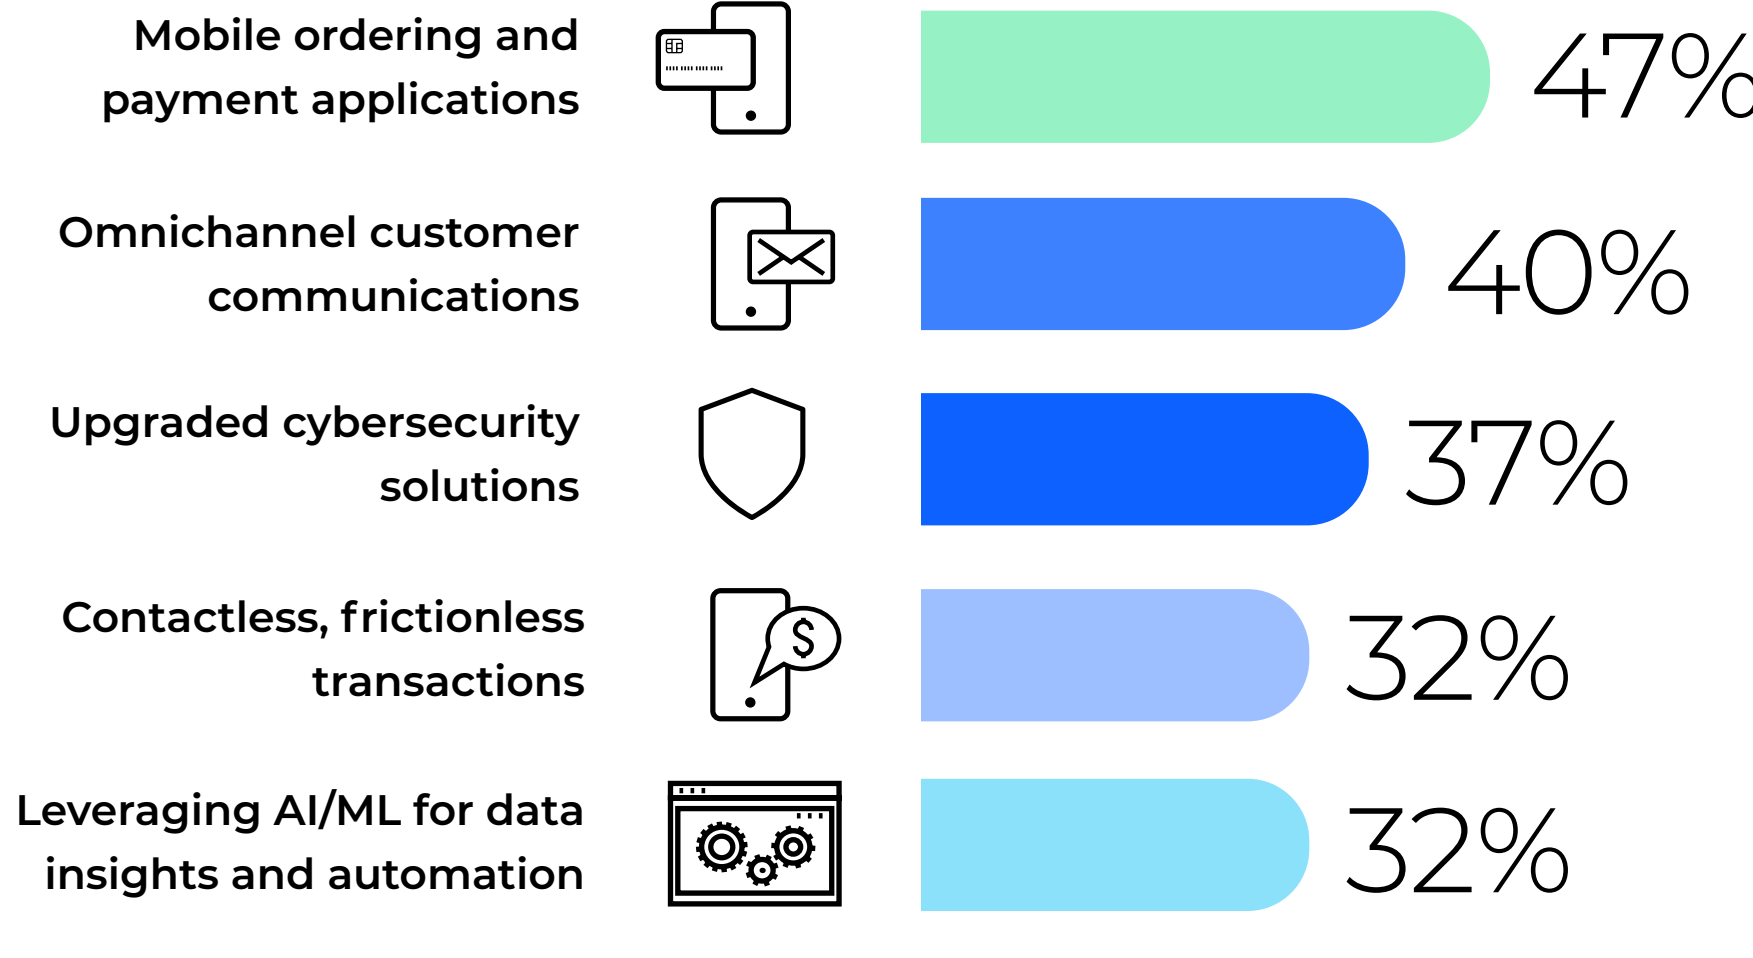 Mobile ordering and
payment applications
47%
Omnichannel customer
communications
40%
Upgraded cybersecurity
solutions
37%
Contactless, frictionless
transactions
$
32%
Leveraging AI/ML for data
insights and automation
32%